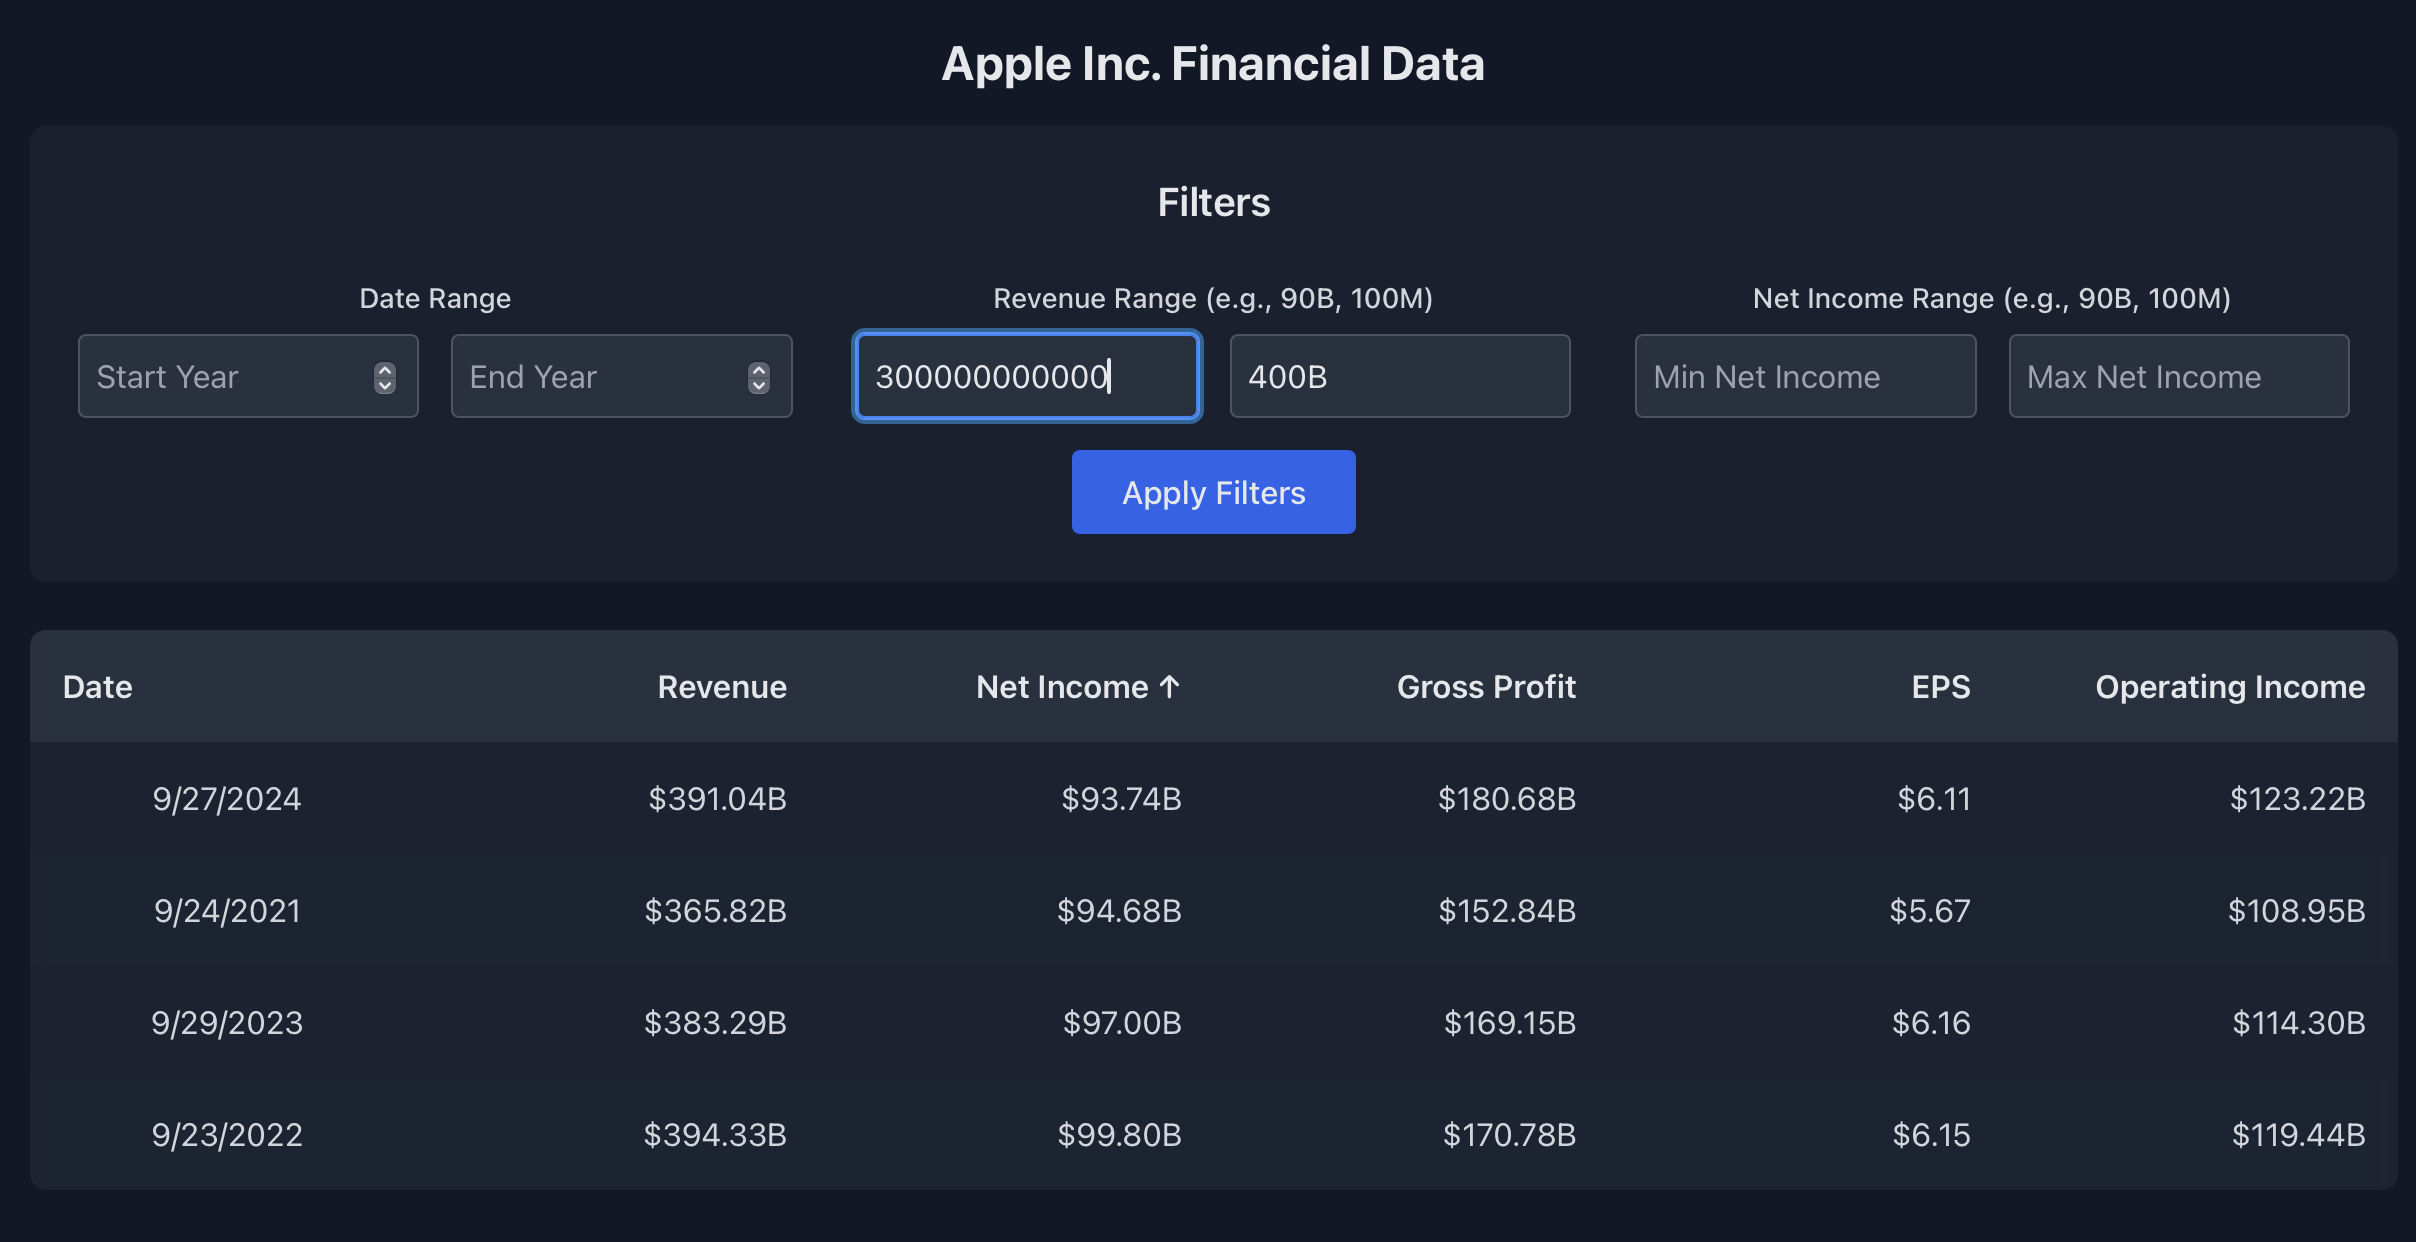 Apple Inc. Financial Data
Filters
Date Range
Start Year End Year
Revenue Range (e.g., 90B, 100M)
300000000000 400B
Net Income Range (e.g., 90B, 100M)
Min Net Income Max Net Income
Apply Filters
Date Revenue Net Income ↑ Gross Profit EPS Operating Income
9/27/2024 $391.04B $93.74B $180.68B $6.11 $123.22B
9/24/2021 $365.82B $94.68B $152.84B $5.67 $108.95B
9/29/2023 $383.29B $97.00B $169.15B $6.16 $114.30B
9/23/2022 $394.33B $99.80B $170.78B $6.15 $119.44B